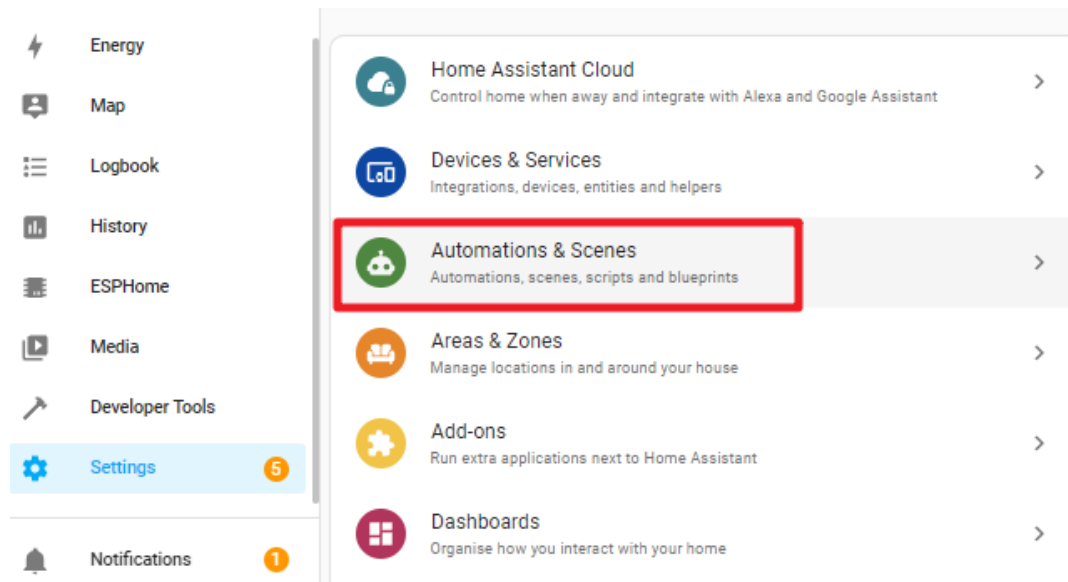 Energy
Map
Logbook
History
ESPHome
Media
Developer Tools
Settings 5
Notifications 1
Home Assistant Cloud
Control home when away and integrate with Alexa and Google Assistant
Devices & Services
Integrations, devices, entities and helpers
Automations & Scenes
Automations, scenes, scripts and blueprints
Areas & Zones
Manage locations in and around your house
Add-ons
Run extra applications next to Home Assistant
Dashboards
Organise how you interact with your home